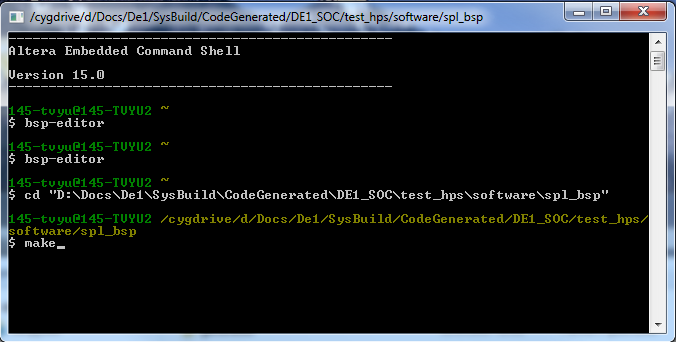 /cygdrive/d/Docs/De1/SysBuild/CodeGenerated/DE1_SOC/test_hps/software/spl_bsp
------------------------------------------------
Altera Embedded Command Shell
Version 15.0
------------------------------------------------
145-tvyu@145-TVYU2 ~
$ bsp-editor
145-tvyu@145-TVYU2 ~
$ bsp-editor
145-tvyu@145-TVYU2 ~
$ cd "D:\Docs\De1\SysBuild\CodeGenerated\DE1_SOC\test_hps\software\spl_bsp"
145-tvyu@145-TVYU2 /cygdrive/d/Docs/De1/SysBuild/CodeGenerated/DE1_SOC/test_hps/
software/spl_bsp
$ make_